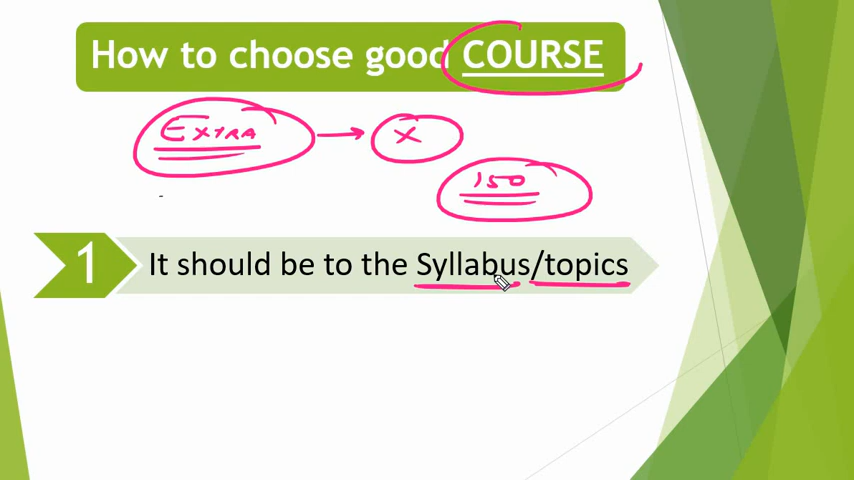 How to choose good COURSE
EXTRA → X
150
1 It should be to the Syllabus/topics